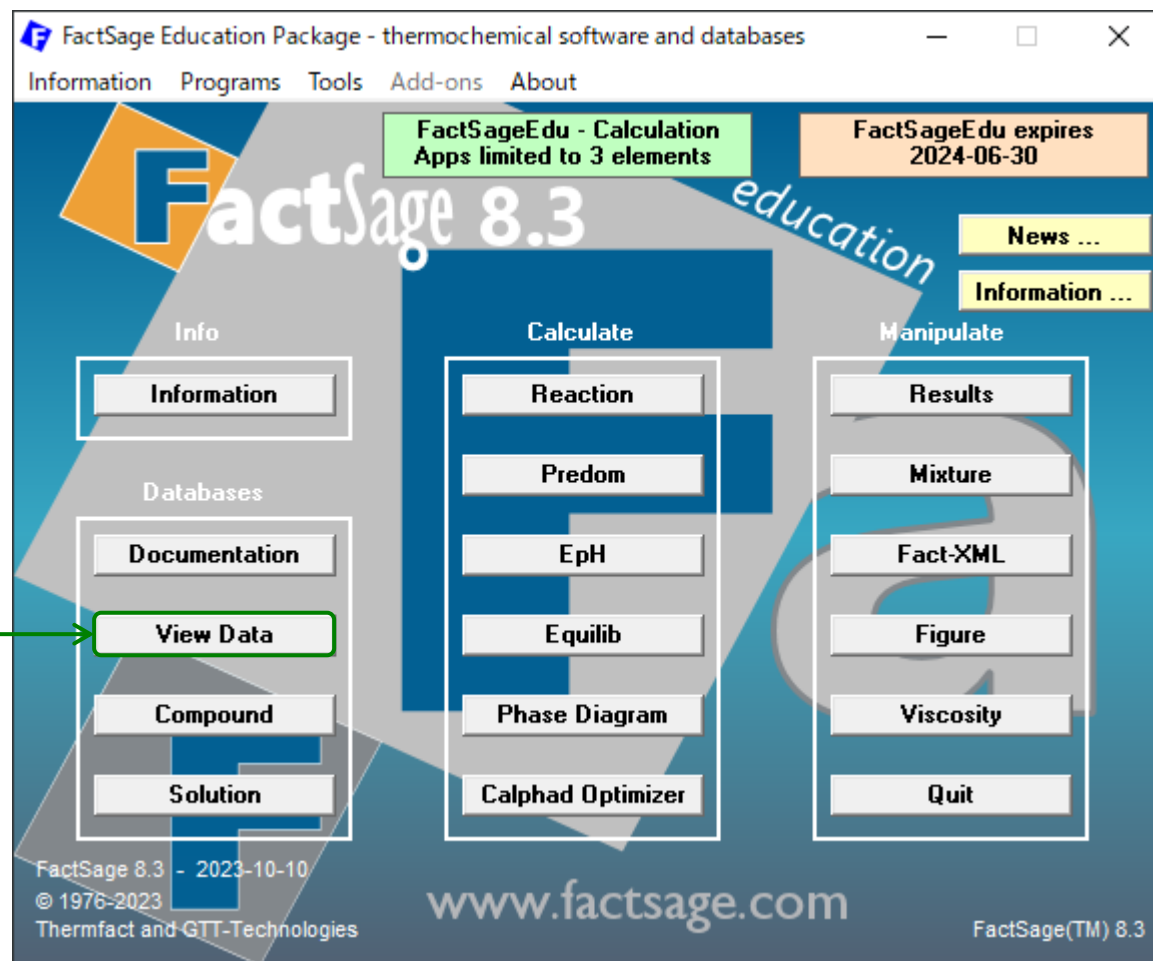 FactSage Education Package - thermochemical software and databases
Information Programs Tools Add-ons About
FactSageEdu - Calculation
Apps limited to 3 elements
FactSageEdu expires
2024-06-30
FactSage 8.3
education
News ...
Information ...
Info
Information
Databases
Documentation
View Data
Compound
Solution
Calculate
Reaction
Predom
EpH
Equilib
Phase Diagram
Calphad Optimizer
Manipulate
Results
Mixture
Fact-XML
Figure
Viscosity
Quit
FactSage 8.3 - 2023-10-10
© 1976-2023
Thermfact and GTT-Technologies
www.factsage.com
FactSage(TM) 8.3